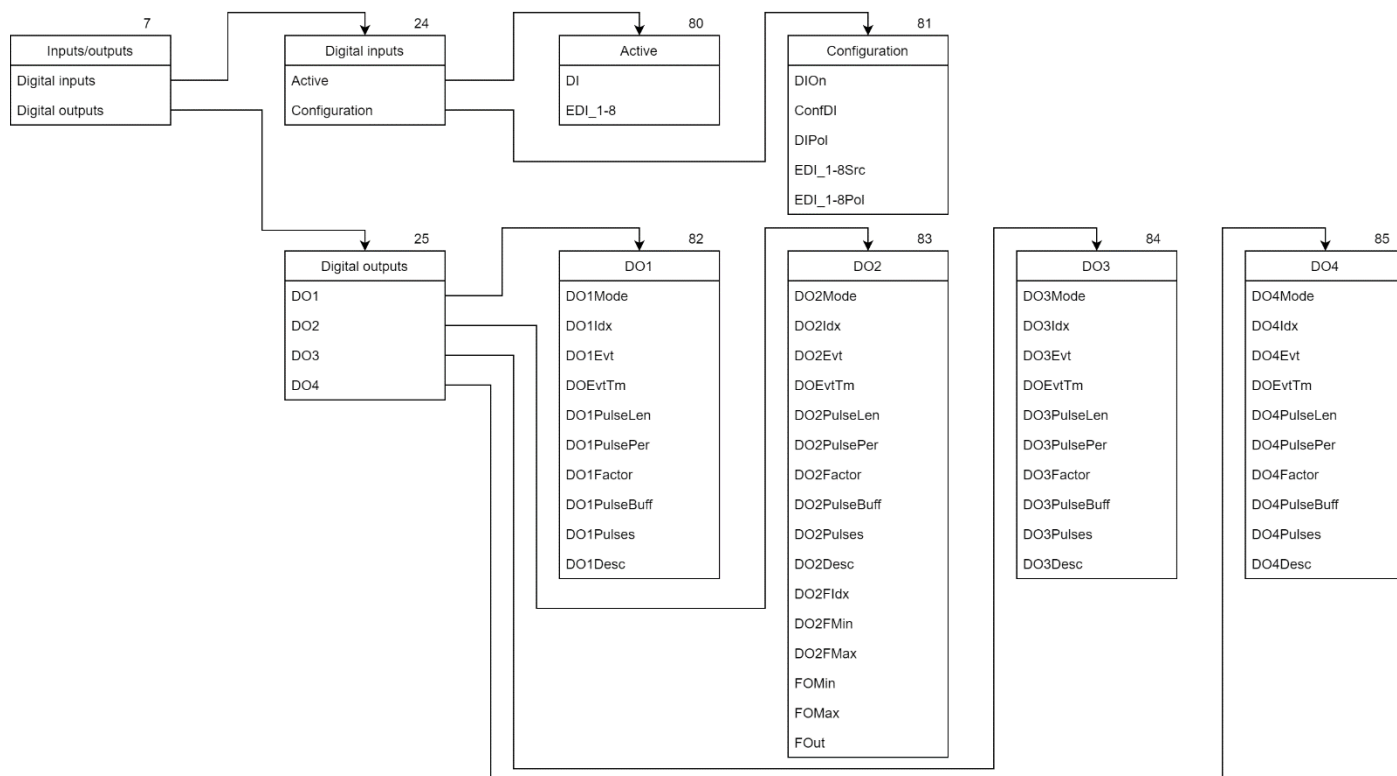 7
Inputs/outputs
Digital inputs
Digital outputs
24
Digital inputs
Active
Configuration
80
Active
DI
EDI_1-8
81
Configuration
DIOn
ConfDI
DIPol
EDI_1-8Src
EDI_1-8Pol
25
Digital outputs
DO1
DO2
DO3
DO4
82
DO1
DO1Mode
DO1Idx
DO1Evt
DOEvtTm
DO1PulseLen
DO1PulsePer
DO1Factor
DO1PulseBuff
DO1Pulses
DO1Desc
83
DO2
DO2Mode
DO2Idx
DO2Evt
DOEvtTm
DO2PulseLen
DO2PulsePer
DO2Factor
DO2PulseBuff
DO2Pulses
DO2Desc
DO2FIdx
DO2FMin
DO2FMax
FOMin
FOMax
FOut
84
DO3
DO3Mode
DO3Idx
DO3Evt
DOEvtTm
DO3PulseLen
DO3PulsePer
DO3Factor
DO3PulseBuff
DO3Pulses
DO3Desc
85
DO4
DO4Mode
DO4Idx
DO4Evt
DOEvtTm
DO4PulseLen
DO4PulsePer
DO4Factor
DO4PulseBuff
DO4Pulses
DO4Desc